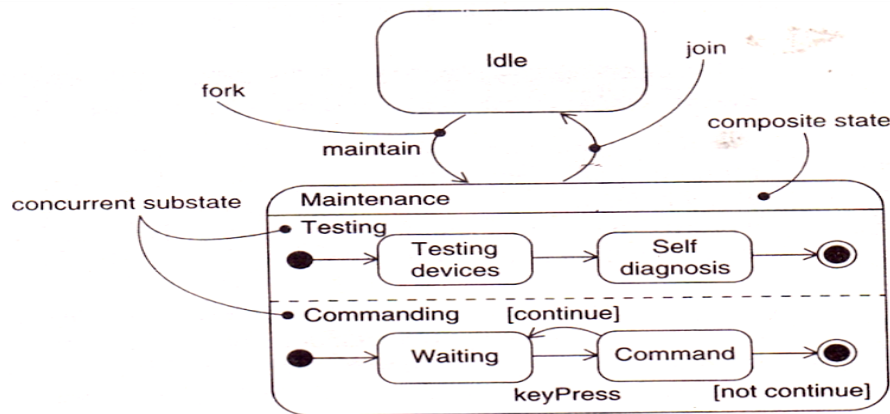 Idle
join
fork
composite state
maintain
Maintenance
concurrent substate
Testing
Testing
devices
Self
diagnosis
Commanding
[continue]
Waiting
Command
keyPress
[not continue]